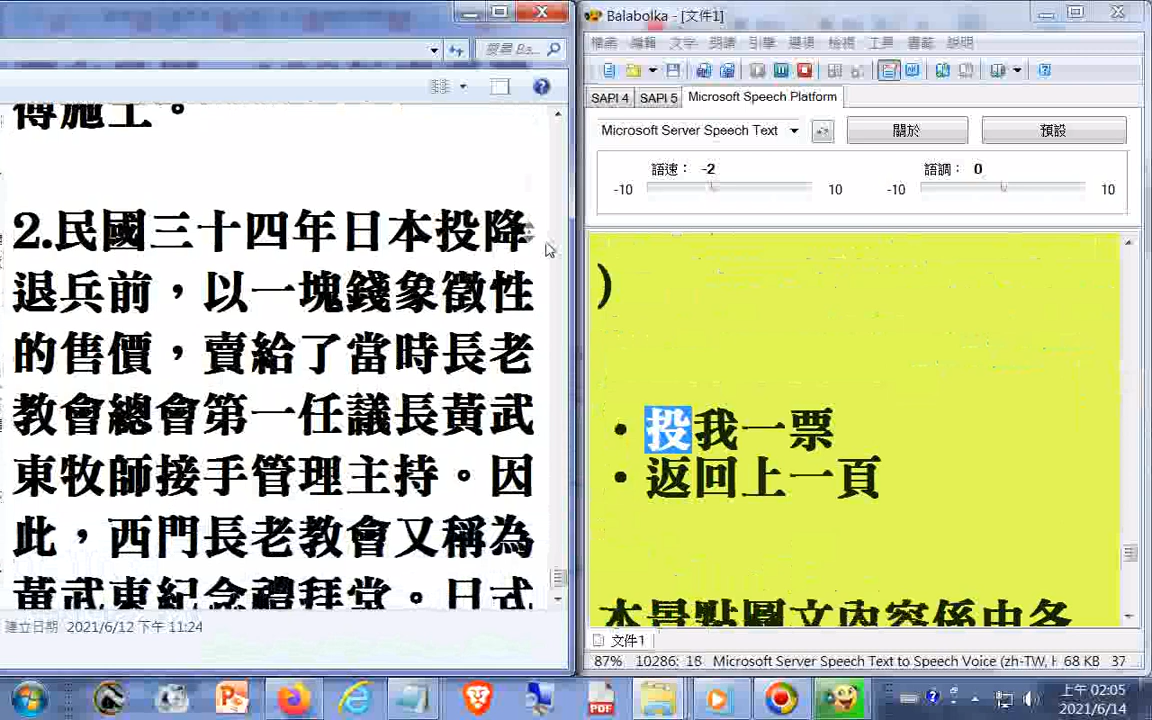 愛尋 Ba...
傅施工。
2.民國三十四年日本投降
退兵前，以一塊錢象徵性
的售價，賣給了當時長老
教會總會第一任議長黃武
東牧師接手管理主持。因
此，西門長老教會又稱為
黃武東紀念禮拜堂。日式
建立日期 2021/6/12 下午 11:24
Balabolka - [文件1]
檔案 編輯 文字 朗讀 引擎 選項 檢視 工具 書籤 說明
SAPI 4 SAPI 5 Microsoft Speech Platform
Microsoft Server Speech Text 關於 預設
語速： -2 語調： 0
-10 10 -10 10
)
• 投我一票
• 返回上一頁
本景點圖文內容係由各
文件1
87% 10286: 18 Microsoft Server Speech Text to Speech Voice (zh-TW, H 68 KB 37
PDF
上午 02:05
2021/6/14